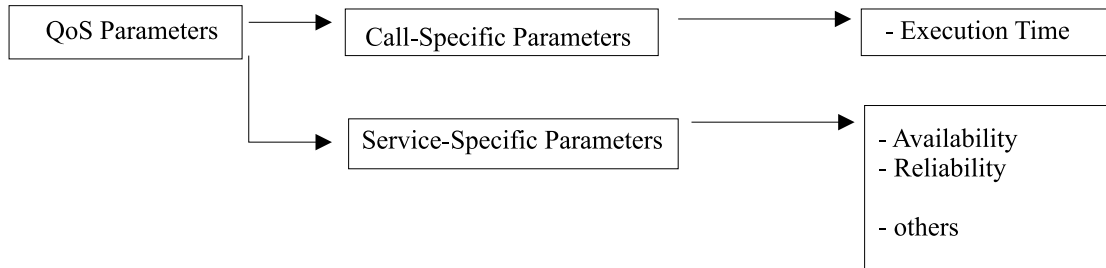 QoS Parameters
Call-Specific Parameters
- Execution Time
Service-Specific Parameters
- Availability
- Reliability
- others